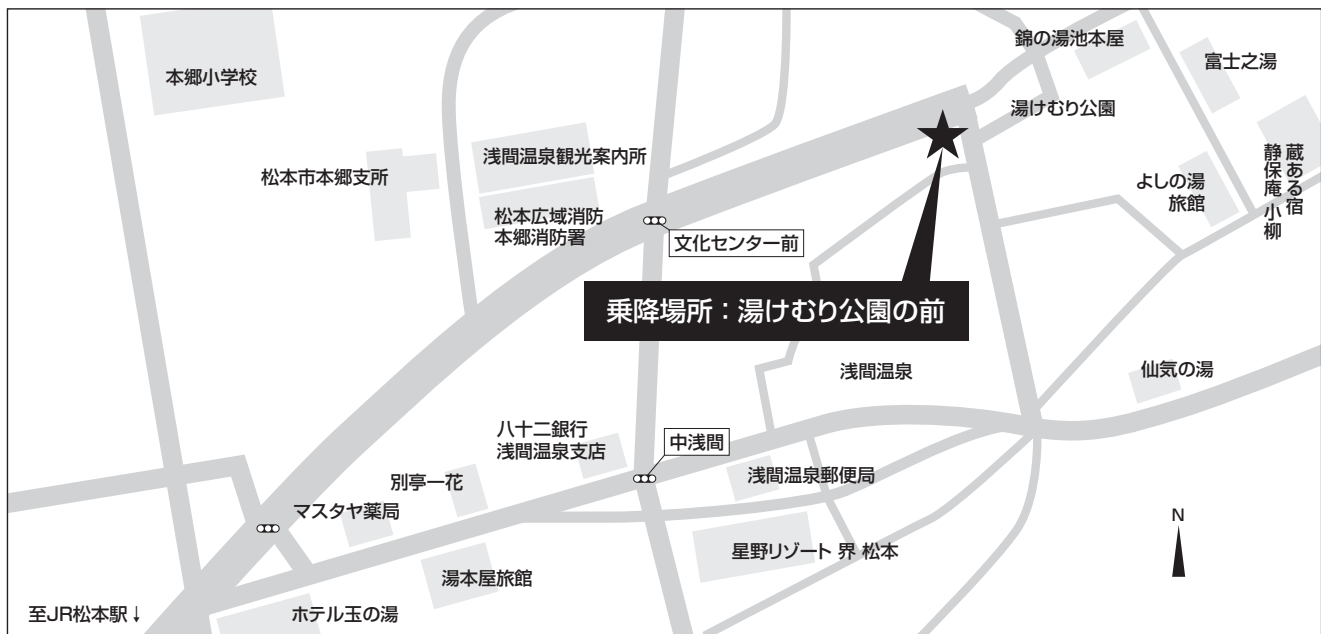 本郷小学校
錦の湯池本屋
富士之湯
湯けむり公園
浅間温泉観光案内所
松本市本郷支所
蔵ある宿
静保庵 小柳
よしの湯
旅館
松本広域消防
本郷消防署
文化センター前
乗降場所：湯けむり公園の前
浅間温泉
仙気の湯
八十二銀行
浅間温泉支店
中浅間
別亭一花
浅間温泉郵便局
マスタヤ薬局
N
星野リゾート 界 松本
湯本屋旅館
至JR松本駅↓
ホテル玉の湯